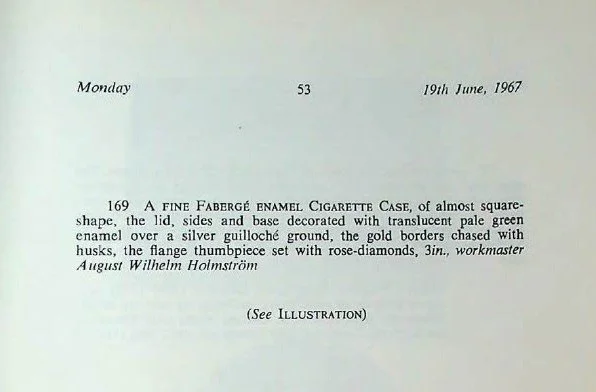 Monday 53 19th June, 1967
169 A FINE FABERGÉ ENAMEL CIGARETTE CASE, of almost square-
shape, the lid, sides and base decorated with translucent pale green
enamel over a silver guilloché ground, the gold borders chased with
husks, the flange thumbpiece set with rose-diamonds, 3in., workmaster
August Wilhelm Holmström
(See ILLUSTRATION)